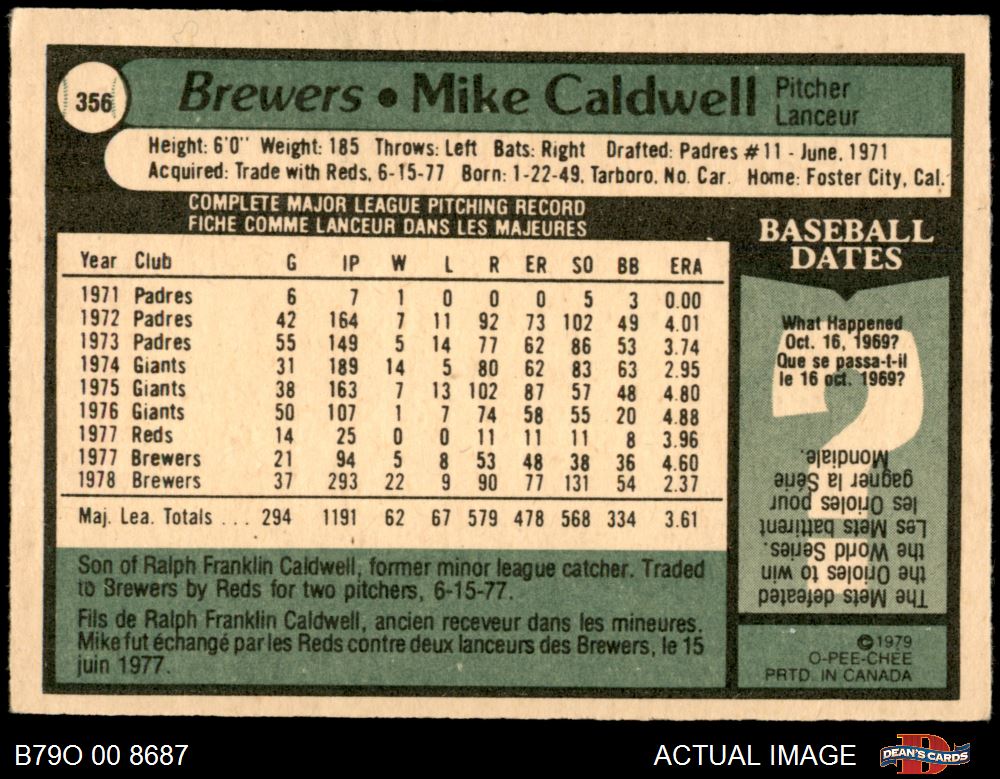 356
Brewers • Mike Caldwell
Pitcher
Lanceur
Height: 6'0'' Weight: 185 Throws: Left Bats: Right Drafted: Padres #11 - June, 1971
Acquired: Trade with Reds, 6-15-77 Born: 1-22-49, Tarboro, No. Car. Home: Foster City, Cal.
COMPLETE MAJOR LEAGUE PITCHING RECORD
FICHE COMME LANCEUR DANS LES MAJEURES
Year Club G IP W L R ER SO BB ERA
1971 Padres 6 7 1 0 0 0 5 3 0.00
1972 Padres 42 164 7 11 92 73 102 49 4.01
1973 Padres 55 149 5 14 77 62 86 53 3.74
1974 Giants 31 189 14 5 80 62 83 63 2.95
1975 Giants 38 163 7 13 102 87 57 48 4.80
1976 Giants 50 107 1 7 74 58 55 20 4.88
1977 Reds 14 25 0 0 11 11 11 8 3.96
1977 Brewers 21 94 5 8 53 48 38 36 4.60
1978 Brewers 37 293 22 9 90 77 131 54 2.37
Maj. Lea. Totals ... 294 1191 62 67 579 478 568 334 3.61
Son of Ralph Franklin Caldwell, former minor league catcher. Traded
to Brewers by Reds for two pitchers, 6-15-77.
Fils de Ralph Franklin Caldwell, ancien receveur dans les mineures.
Mike fut échangé par les Reds contre deux lanceurs des Brewers, le 15
juin 1977.
BASEBALL
DATES
What Happened
Oct. 16, 1969?
Que se passa-t-il
le 16 oct. 1969?
The Mets defeated
the Orioles to win
the World Series.
Les Mets battirent
les Orioles pour
gagner la Série
Mondiale.
©1979
O-PEE-CHEE
PRTD. IN CANADA
B79O 00 8687
ACTUAL IMAGE
DEAN'S CARDS